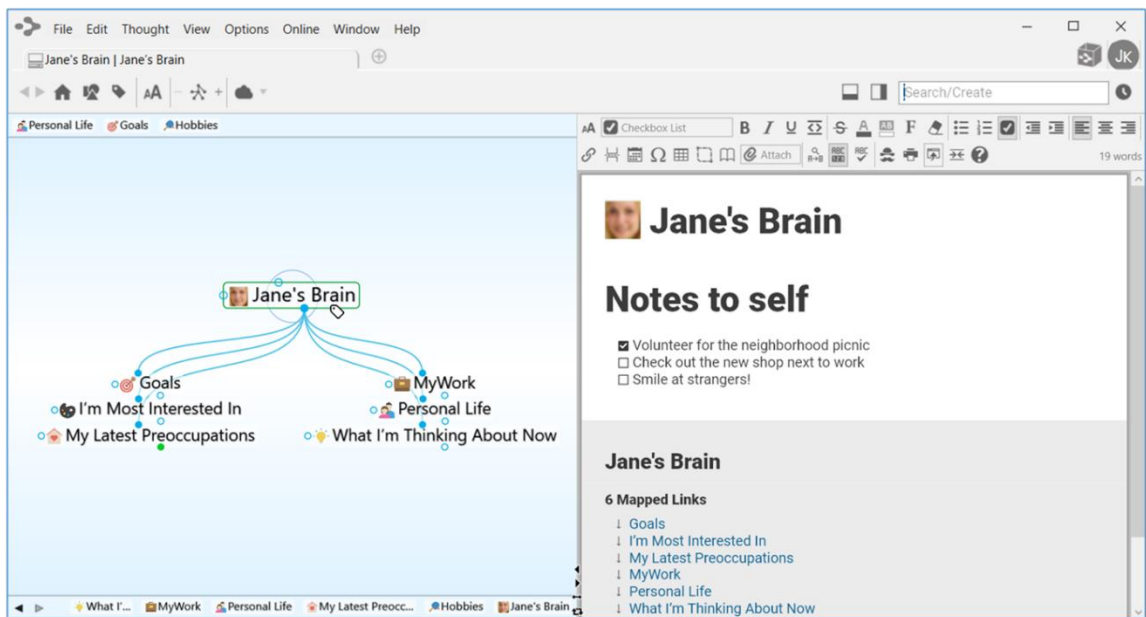 File Edit Thought View Options Online Window Help
Jane's Brain | Jane's Brain
JK
AA
Search/Create
Personal Life Goals Hobbies
AA Checkbox List B I U S A F
Attach ABC ABC
19 words
Jane's Brain
Goals
I'm Most Interested In
My Latest Preoccupations
MyWork
Personal Life
What I'm Thinking About Now
Jane's Brain
Notes to self
Volunteer for the neighborhood picnic
Check out the new shop next to work
Smile at strangers!
Jane's Brain
6 Mapped Links
Goals
I'm Most Interested In
My Latest Preoccupations
MyWork
Personal Life
What I'm Thinking About Now
What I'... MyWork Personal Life My Latest Preocc... Hobbies Jane's Brain